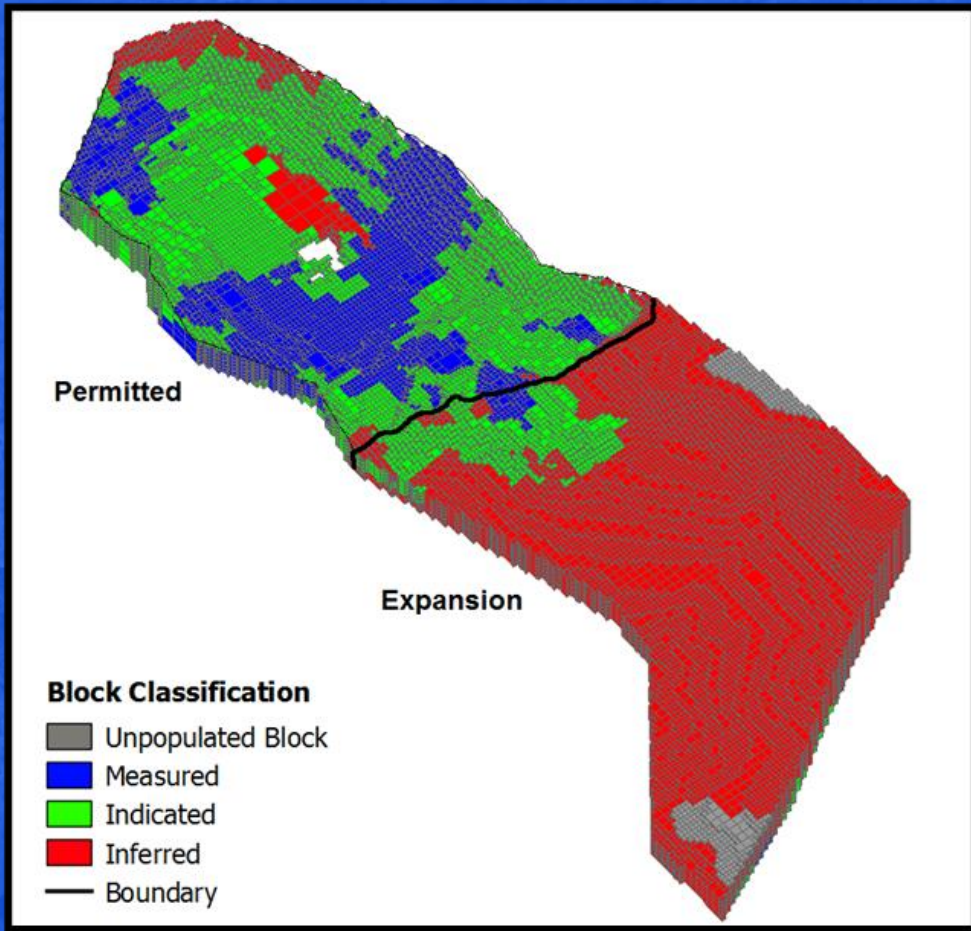 Permitted
Expansion
Block Classification
Unpopulated Block
Measured
Indicated
Inferred
Boundary